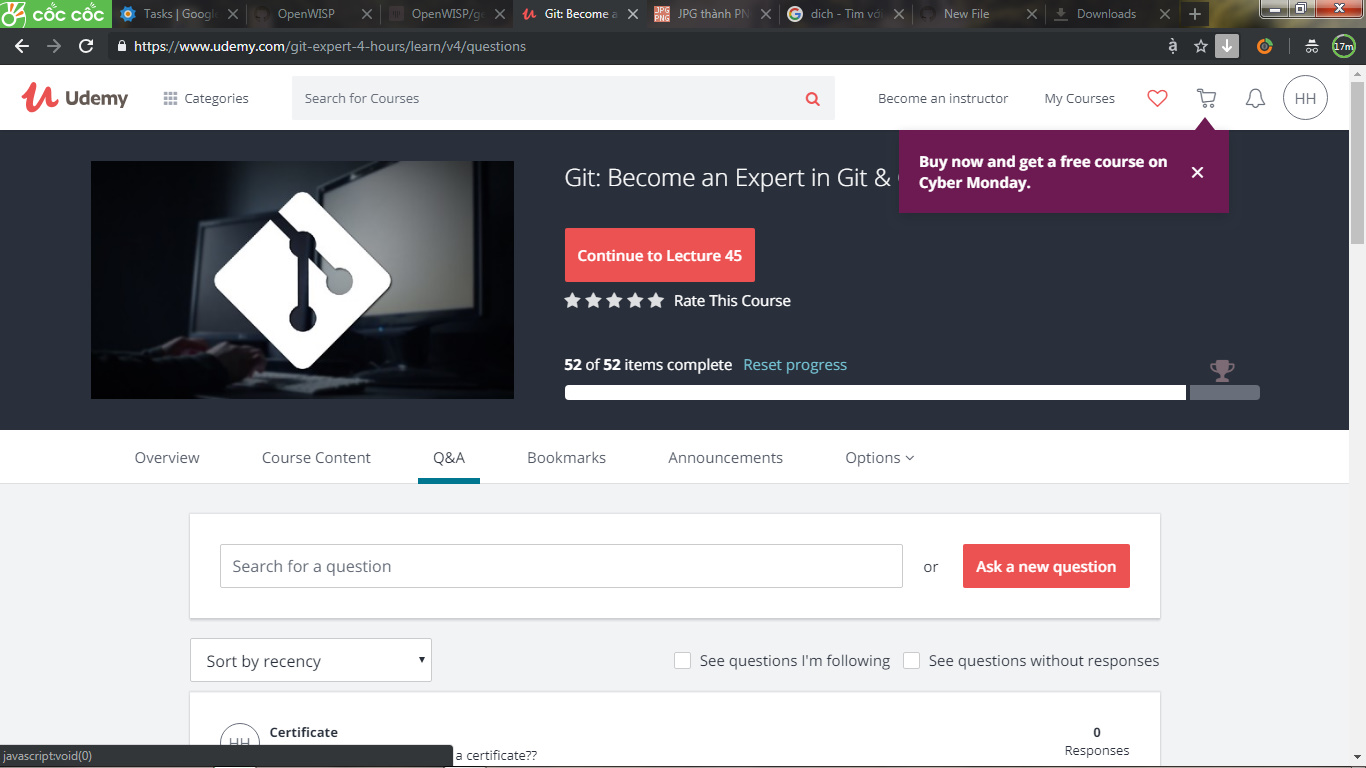 cốc cốc
Tasks | Googl
OpenWISP
OpenWISP/go
Git: Become a
JPG thành PN
dich - Tìm vớ
New File
Downloads
https://www.udemy.com/git-expert-4-hours/learn/v4/questions
17m
Udemy
Categories
Search for Courses
Become an instructor
My Courses
HH
Buy now and get a free course on
Cyber Monday.
Git: Become an Expert in Git &
Continue to Lecture 45
Rate This Course
52 of 52 items complete
Reset progress
Overview
Course Content
Q&A
Bookmarks
Announcements
Options
Search for a question
or
Ask a new question
Sort by recency
See questions I'm following
See questions without responses
HH
Certificate
0
Responses
a certificate??
javascript:void(0)